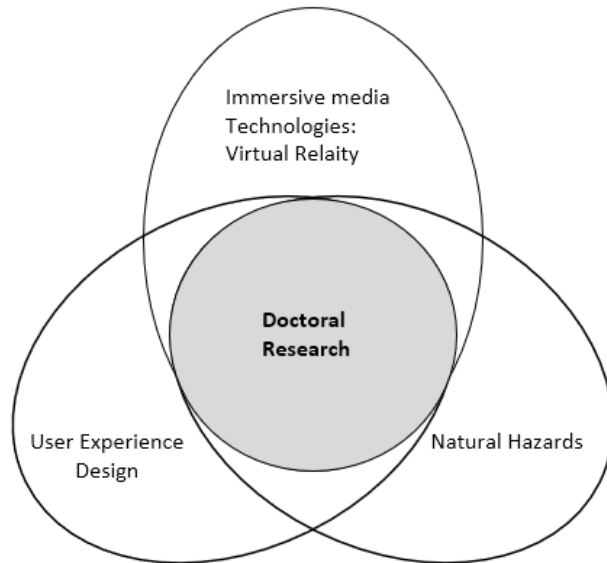 Immersive media
Technologies:
Virtual Relaity
Doctoral
Research
User Experience
Design
Natural Hazards